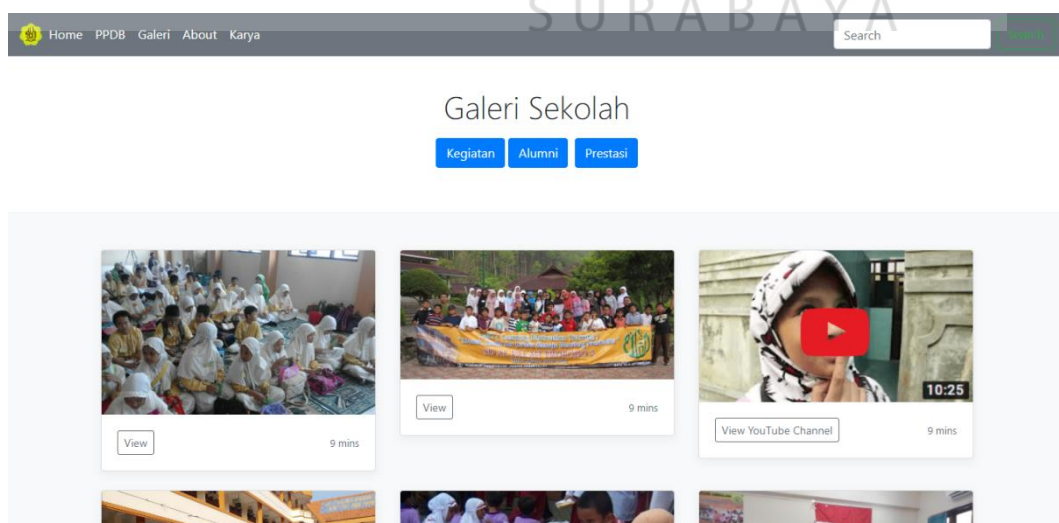 SURABAYA
Home PPDB Galeri About Karya
Search
Search
Galeri Sekolah
Kegiatan Alumni Prestasi
10:25
View 9 mins
View 9 mins
View YouTube Channel 9 mins